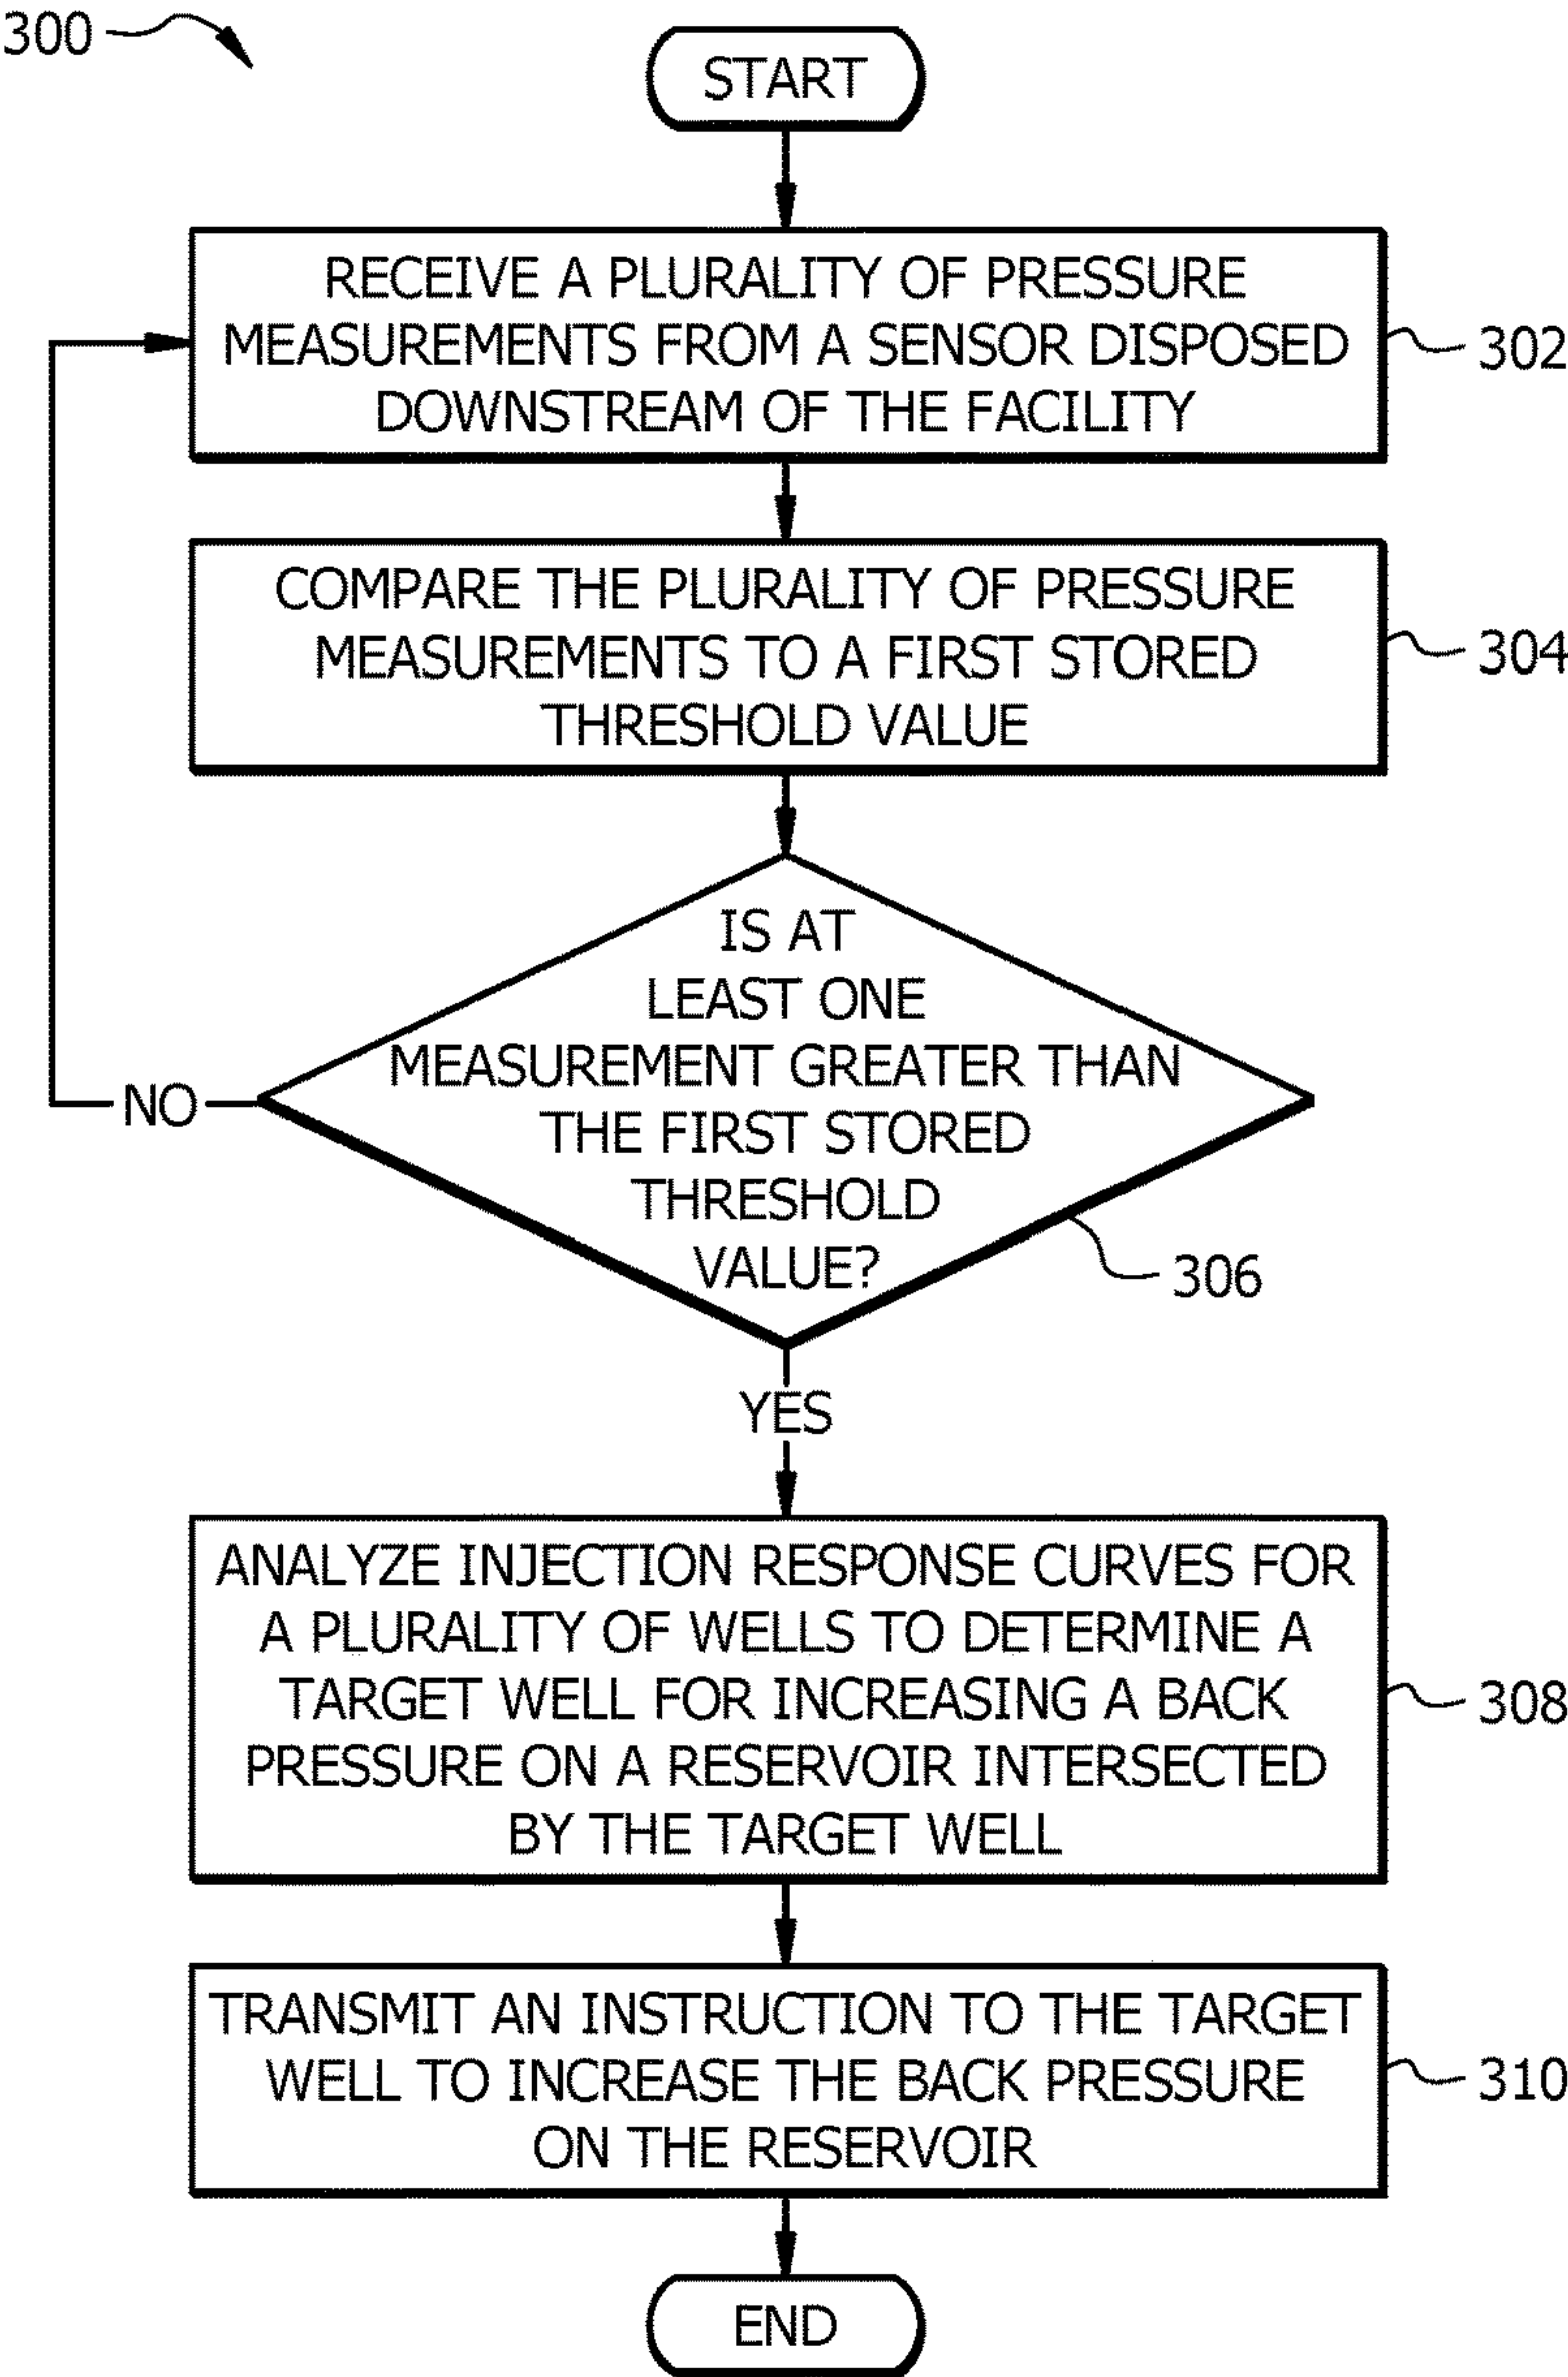 300
START
RECEIVE A PLURALITY OF PRESSURE
MEASUREMENTS FROM A SENSOR DISPOSED
DOWNSTREAM OF THE FACILITY
302
COMPARE THE PLURALITY OF PRESSURE
MEASUREMENTS TO A FIRST STORED
THRESHOLD VALUE
304
IS AT
LEAST ONE
MEASUREMENT GREATER THAN
THE FIRST STORED
THRESHOLD
VALUE?
NO
306
YES
ANALYZE INJECTION RESPONSE CURVES FOR
A PLURALITY OF WELLS TO DETERMINE A
TARGET WELL FOR INCREASING A BACK
PRESSURE ON A RESERVOIR INTERSECTED
BY THE TARGET WELL
308
TRANSMIT AN INSTRUCTION TO THE TARGET
WELL TO INCREASE THE BACK PRESSURE
ON THE RESERVOIR
310
END